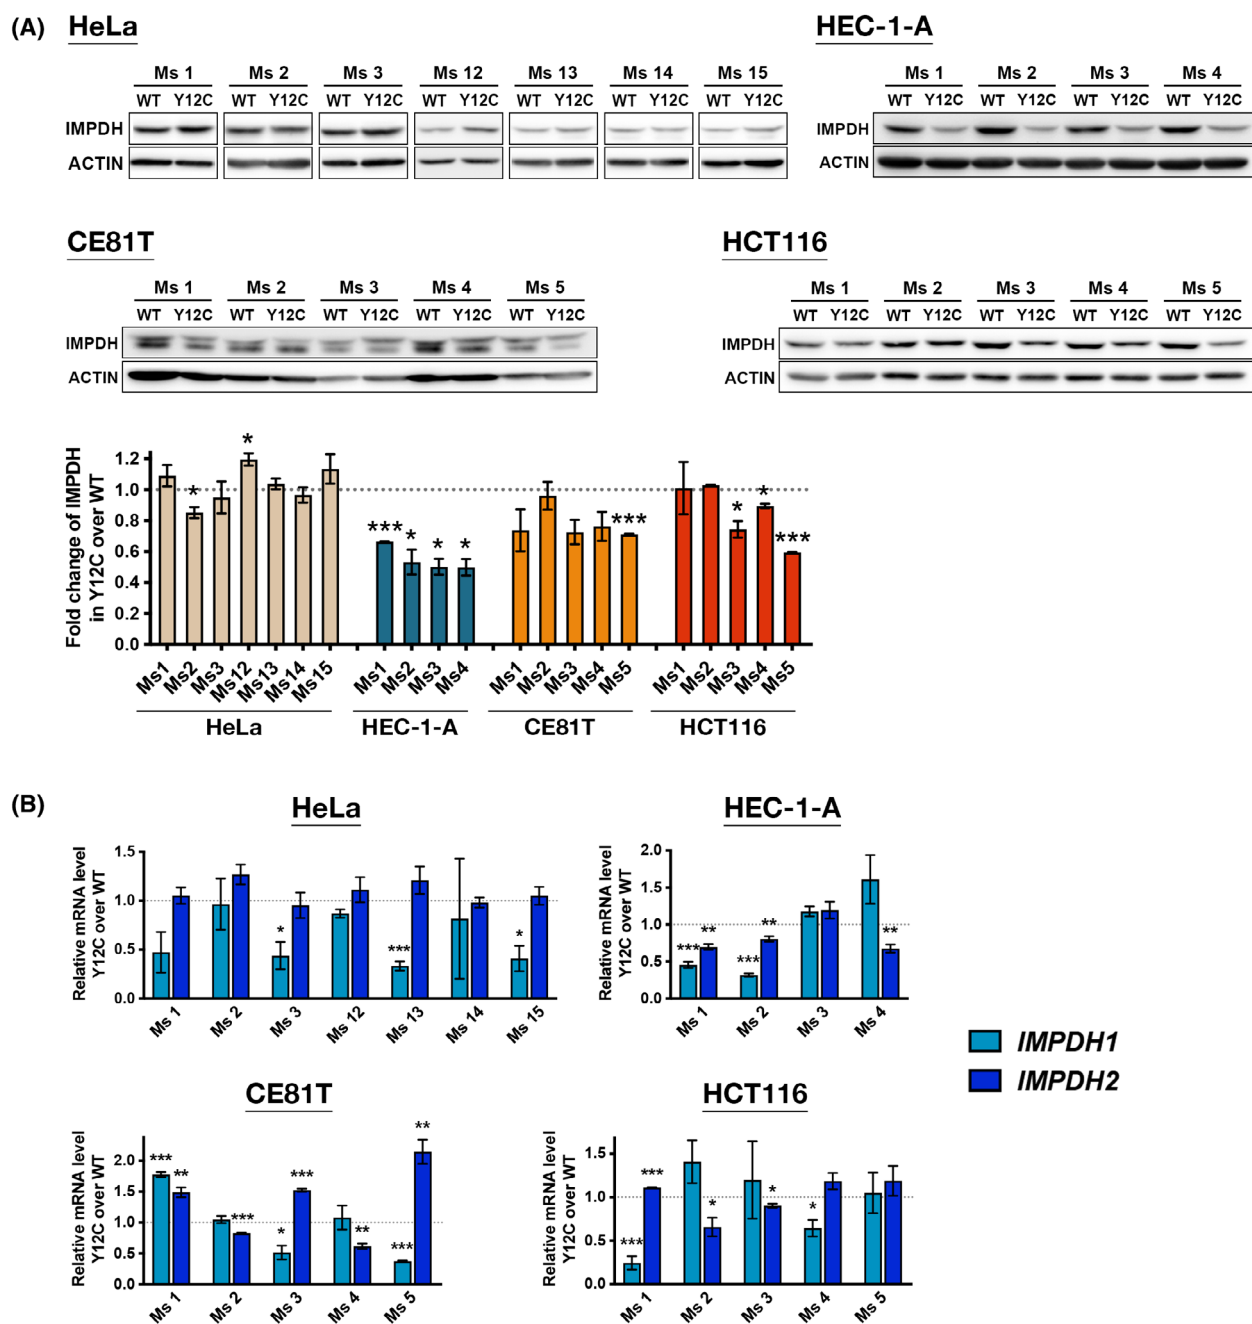 (A)
HeLa
HEC-1-A
Ms 1 Ms 2 Ms 3 Ms 12 Ms 13 Ms 14 Ms 15
WT Y12C WT Y12C WT Y12C WT Y12C WT Y12C WT Y12C WT Y12C
IMPDH
ACTIN
Ms 1 Ms 2 Ms 3 Ms 4
WT Y12C WT Y12C WT Y12C WT Y12C
IMPDH
ACTIN
CE81T
HCT116
Ms 1 Ms 2 Ms 3 Ms 4 Ms 5
WT Y12C WT Y12C WT Y12C WT Y12C WT Y12C
IMPDH
ACTIN
Ms 1 Ms 2 Ms 3 Ms 4 Ms 5
WT Y12C WT Y12C WT Y12C WT Y12C WT Y12C
IMPDH
ACTIN
Fold change of IMPDH
in Y12C over WT
1.2
1.0
0.8
0.6
0.4
0.2
0.0
* * *** * * * *** * * ***
Ms1 Ms2 Ms3 Ms12 Ms13 Ms14 Ms15 Ms1 Ms2 Ms3 Ms4 Ms1 Ms2 Ms3 Ms4 Ms5 Ms1 Ms2 Ms3 Ms4 Ms5
HeLa HEC-1-A CE81T HCT116
(B)
HeLa
Relative mRNA level
Y12C over WT
1.5
1.0
0.5
0.0
* *** *
Ms 1 Ms 2 Ms 3 Ms 12 Ms 13 Ms 14 Ms 15
HEC-1-A
Relative mRNA level
Y12C over WT
2.0
1.5
1.0
0.5
0.0
*** ** *** ** **
Ms 1 Ms 2 Ms 3 Ms 4
IMPDH1
IMPDH2
CE81T
Relative mRNA level
Y12C over WT
2.0
1.5
1.0
0.5
0.0
*** ** *** * *** ** *** **
Ms 1 Ms 2 Ms 3 Ms 4 Ms 5
HCT116
Relative mRNA level
Y12C over WT
1.5
1.0
0.5
0.0
*** *** * * *
Ms 1 Ms 2 Ms 3 Ms 4 Ms 5